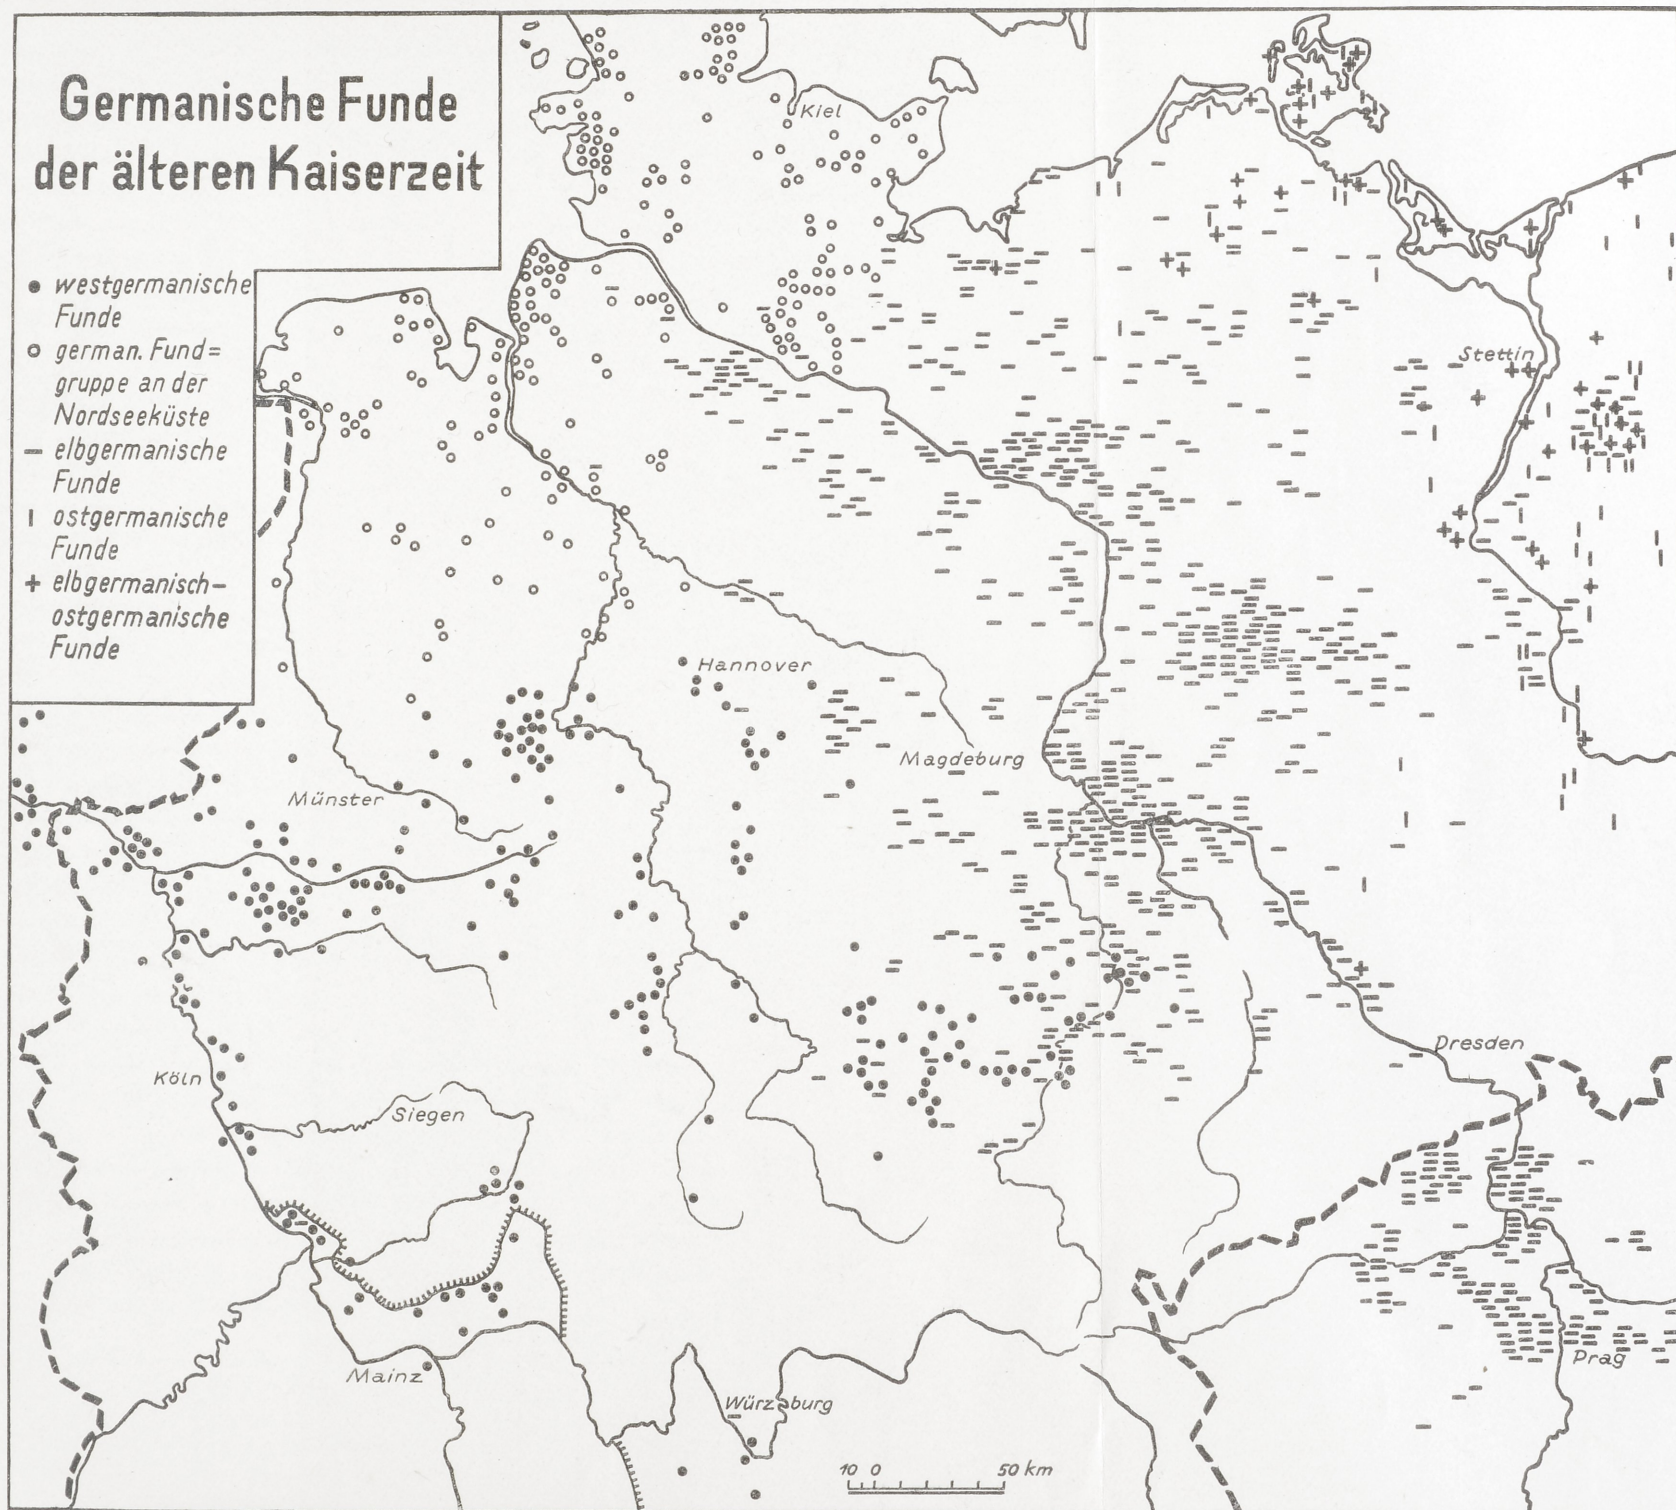 Germanische Funde
der älteren Kaiserzeit
westgermanische
Funde
german. Fund=
gruppe an der
Nordseeküste
elbgermanische
Funde
ostgermanische
Funde
elbgermanisch-
ostgermanische
Funde
Kiel
Stettin
Hannover
Magdeburg
Münster
Dresden
Köln
Siegen
Prag
Mainz
Würzburg
10 0 50 km